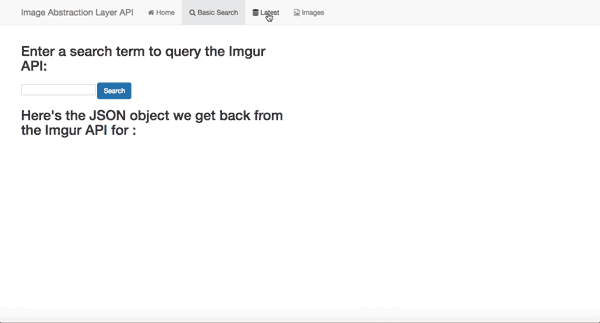 Image Abstraction Layer API Home Basic Search Latest Images
Enter a search term to query the Imgur
API:
Search
Here's the JSON object we get back from
the Imgur API for :